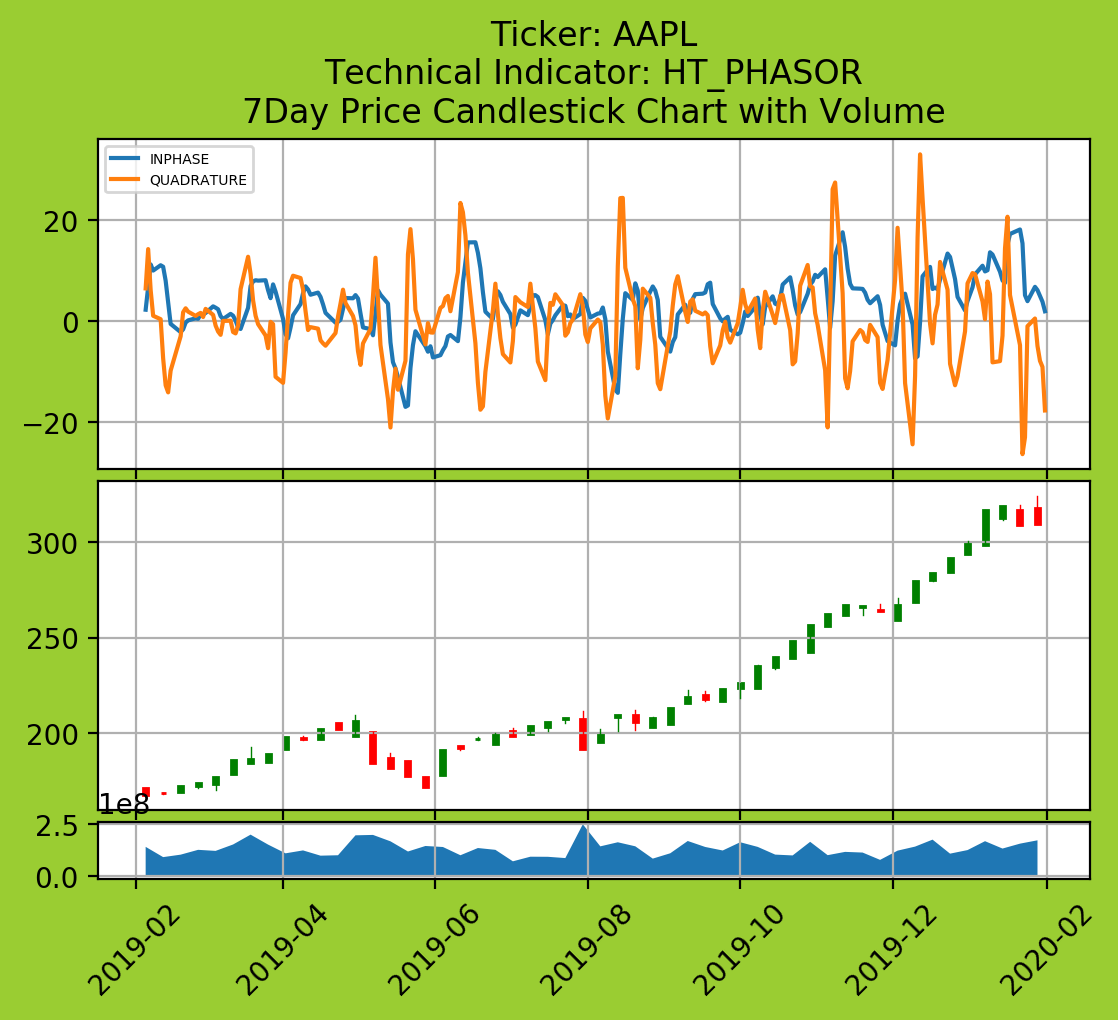 Ticker: AAPL
Technical Indicator: HT_PHASOR
7Day Price Candlestick Chart with Volume
INPHASE
QUADRATURE
20
0
−20
300
250
200
1e8
2.5
0.0
2019-02
2019-04
2019-06
2019-08
2019-10
2019-12
2020-02